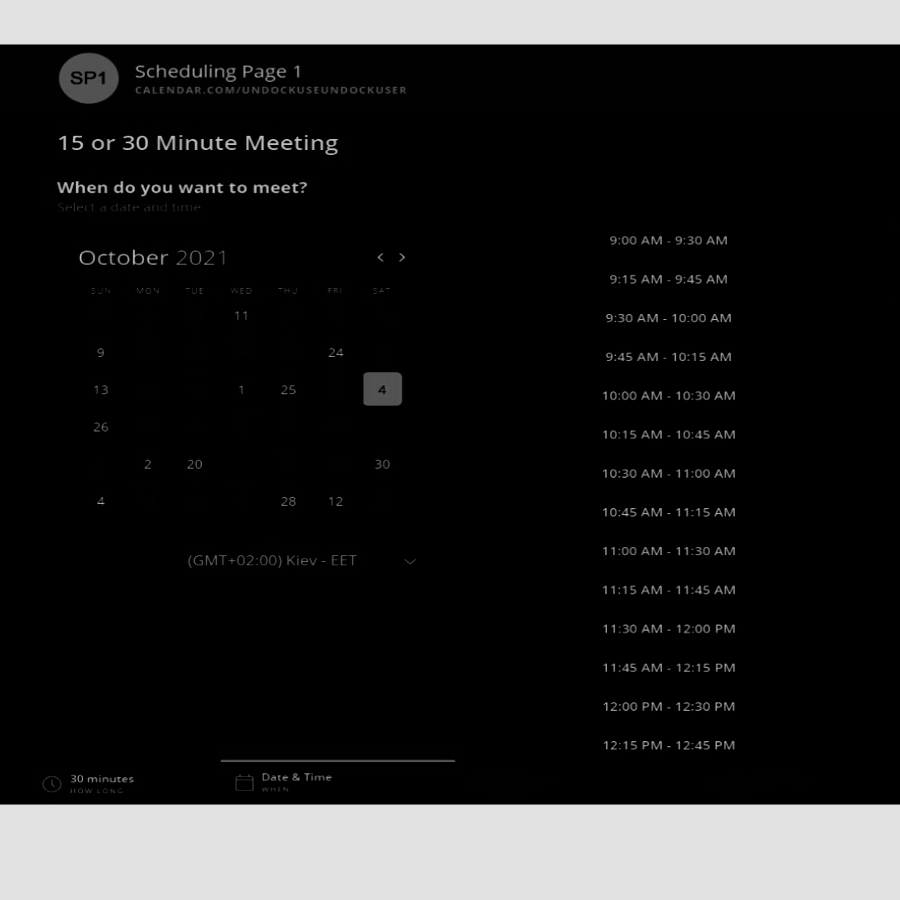 SP1
Scheduling Page 1
CALENDAR.COM/UNDOCKUSEUNDOCKUSER
15 or 30 Minute Meeting
When do you want to meet?
Select a date and time
October 2021 < >
SUN MON TUE WED THU FRI SAT
11
9 24
13 1 25 4
26
2 20 30
4 28 12
(GMT+02:00) Kiev - EET
9:00 AM - 9:30 AM
9:15 AM - 9:45 AM
9:30 AM - 10:00 AM
9:45 AM - 10:15 AM
10:00 AM - 10:30 AM
10:15 AM - 10:45 AM
10:30 AM - 11:00 AM
10:45 AM - 11:15 AM
11:00 AM - 11:30 AM
11:15 AM - 11:45 AM
11:30 AM - 12:00 PM
11:45 AM - 12:15 PM
12:00 PM - 12:30 PM
12:15 PM - 12:45 PM
30 minutes
HOW LONG
Date & Time
WHEN